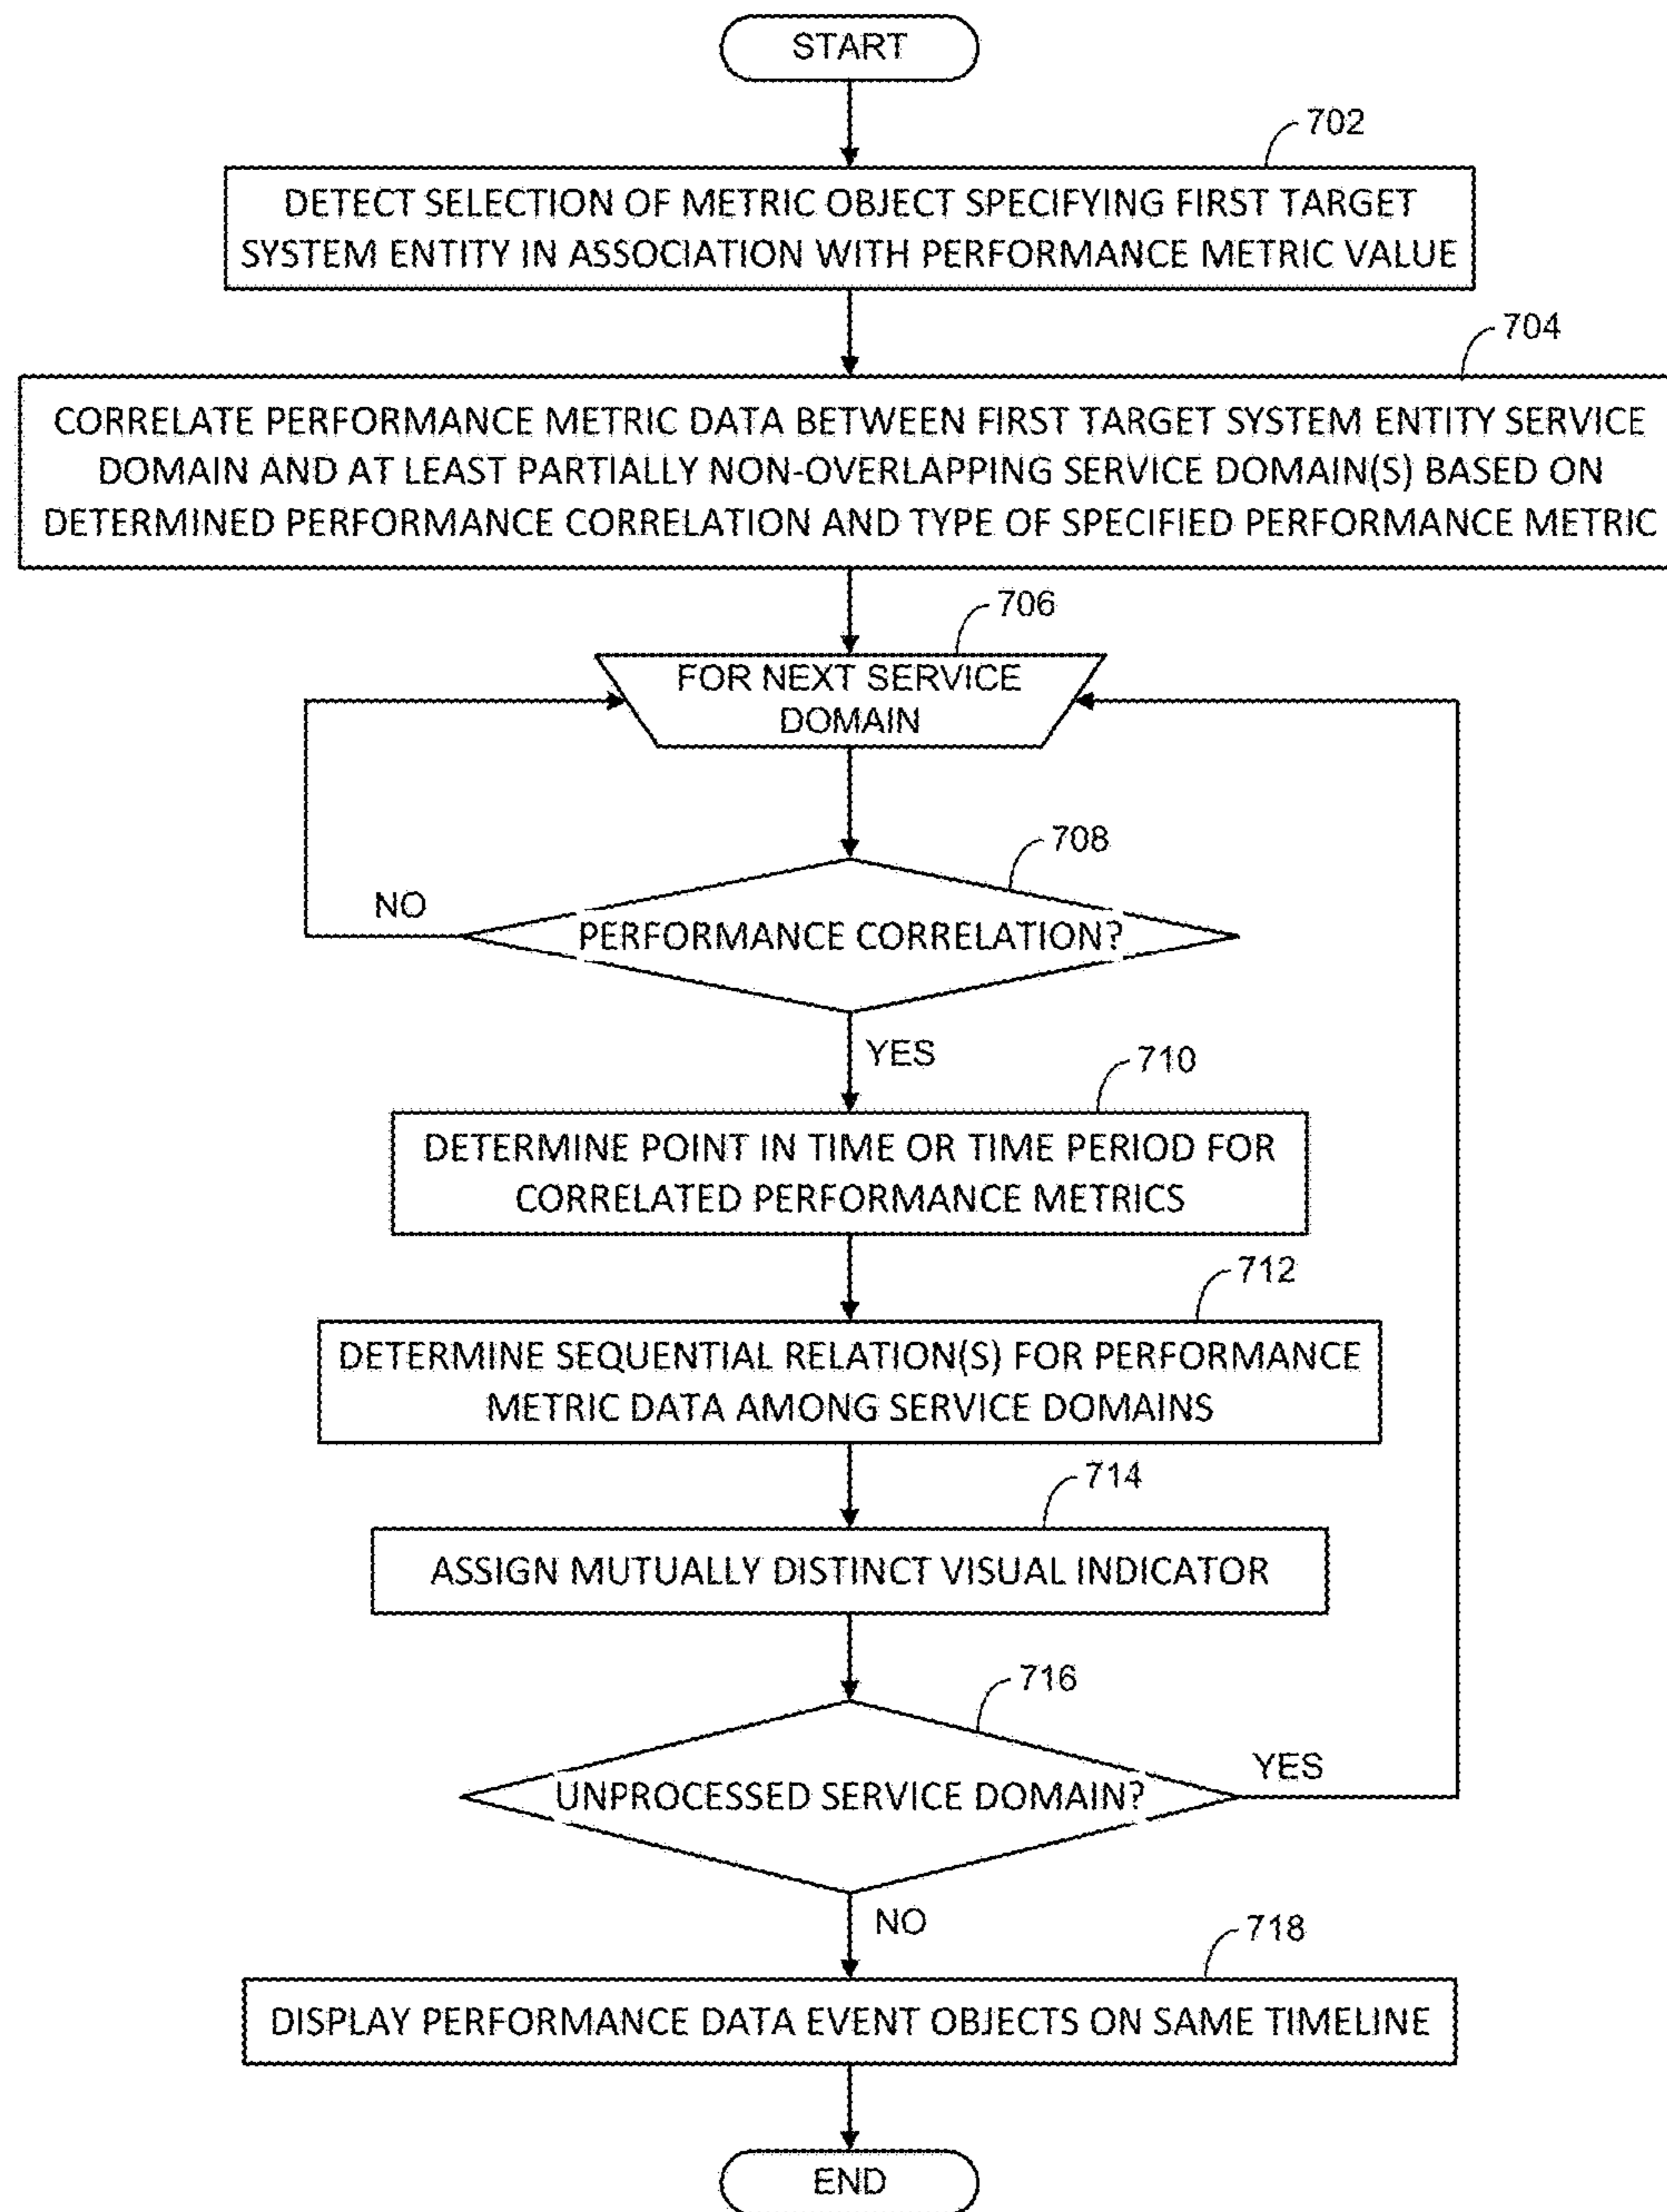 START
702
DETECT SELECTION OF METRIC OBJECT SPECIFYING FIRST TARGET
SYSTEM ENTITY IN ASSOCIATION WITH PERFORMANCE METRIC VALUE
704
CORRELATE PERFORMANCE METRIC DATA BETWEEN FIRST TARGET SYSTEM ENTITY SERVICE
DOMAIN AND AT LEAST PARTIALLY NON-OVERLAPPING SERVICE DOMAIN(S) BASED ON
DETERMINED PERFORMANCE CORRELATION AND TYPE OF SPECIFIED PERFORMANCE METRIC
706
FOR NEXT SERVICE
DOMAIN
708
NO
PERFORMANCE CORRELATION?
YES
710
DETERMINE POINT IN TIME OR TIME PERIOD FOR
CORRELATED PERFORMANCE METRICS
712
DETERMINE SEQUENTIAL RELATION(S) FOR PERFORMANCE
METRIC DATA AMONG SERVICE DOMAINS
714
ASSIGN MUTUALLY DISTINCT VISUAL INDICATOR
716
YES
UNPROCESSED SERVICE DOMAIN?
NO
718
DISPLAY PERFORMANCE DATA EVENT OBJECTS ON SAME TIMELINE
END